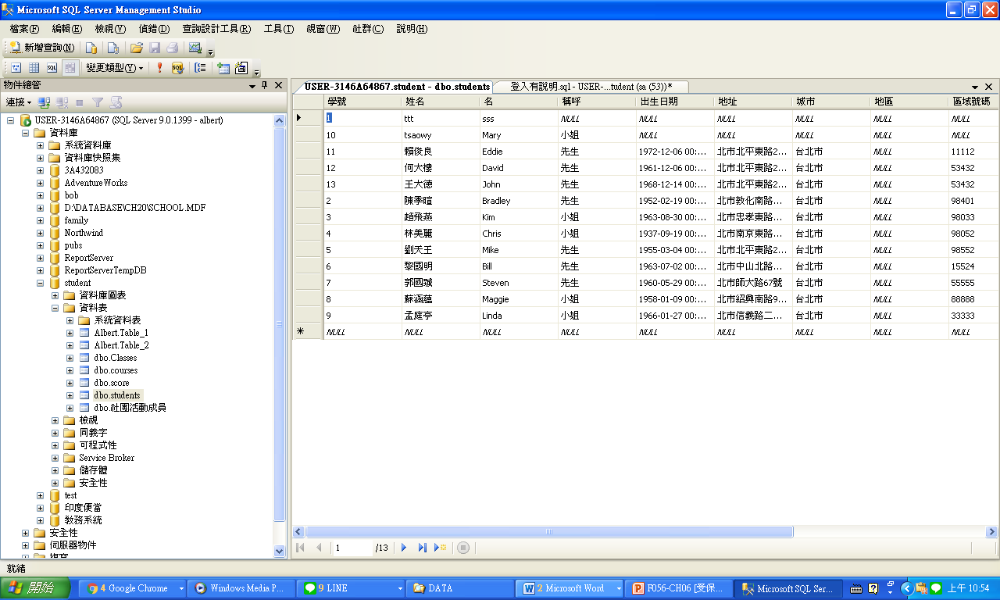 Microsoft SQL Server Management Studio
檔案(F) 編輯(E) 檢視(V) 偵錯(D) 查詢設計工具(R) 工具(T) 視窗(W) 社群(C) 說明(H)
新增查詢(N)
變更類型(Y)
物件總管
連接
USER-3146A64867 (SQL Server 9.0.1399 - albert)
資料庫
系統資料庫
資料庫快照集
3A432083
AdventureWorks
bob
D:\DATABASE\CH20\SCHOOL.MDF
family
Northwind
pubs
ReportServer
ReportServerTempDB
student
資料庫圖表
資料表
系統資料表
Albert.Table_1
Albert.Table_2
dbo.Classes
dbo.courses
dbo.score
dbo.students
dbo.社團活動成員
檢視
同義字
可程式性
Service Broker
儲存體
安全性
test
印度便當
教務系統
安全性
伺服器物件
USER-3146A64867.student - dbo.students 登入有說明.sql - USER-...tudent (sa (53))*
學號 姓名 名 稱呼 出生日期 地址 城市 地區 區域號碼
1 ttt sss NULL NULL NULL NULL NULL NULL
10 tsaowy Mary 小姐 NULL NULL NULL NULL NULL
11 賴俊良 Eddie 先生 1972-12-06 00:... 北市北平東路2... 台北市 NULL 11112
12 何大樓 David 先生 1961-12-06 00:... 北市北平東路2... 台北市 NULL 53432
13 王大德 John 先生 1968-12-14 00:... 北市北平東路2... 台北市 NULL 53432
2 陳季暄 Bradley 先生 1952-02-19 00:... 北市敦化南路... 台北市 NULL 98401
3 趙飛燕 Kim 小姐 1963-08-30 00:... 北市忠孝東路... 台北市 NULL 98033
4 林美麗 Chris 小姐 1937-09-19 00:... 北市南京東路... 台北市 NULL 98052
5 劉天王 Mike 先生 1955-03-04 00:... 北市北平東路2... 台北市 NULL 98552
6 黎國明 Bill 先生 1963-07-02 00:... 北市中山北路... 台北市 NULL 15524
7 郭國臹 Steven 先生 1960-05-29 00:... 北市師大路67號 台北市 NULL 55555
8 蘇涵蘊 Maggie 小姐 1958-01-09 00:... 北市紹興南路9... 台北市 NULL 88888
9 孟庭亭 Linda 小姐 1966-01-27 00:... 北市信義路二... 台北市 NULL 33333
NULL NULL NULL NULL NULL NULL NULL NULL NULL
1 /13
就緒
開始 4 Google Chrome Windows Media P... 9 LINE DATA 2 Microsoft Word F056-CH06 [受保... Microsoft SQL Ser... 上午 10:54